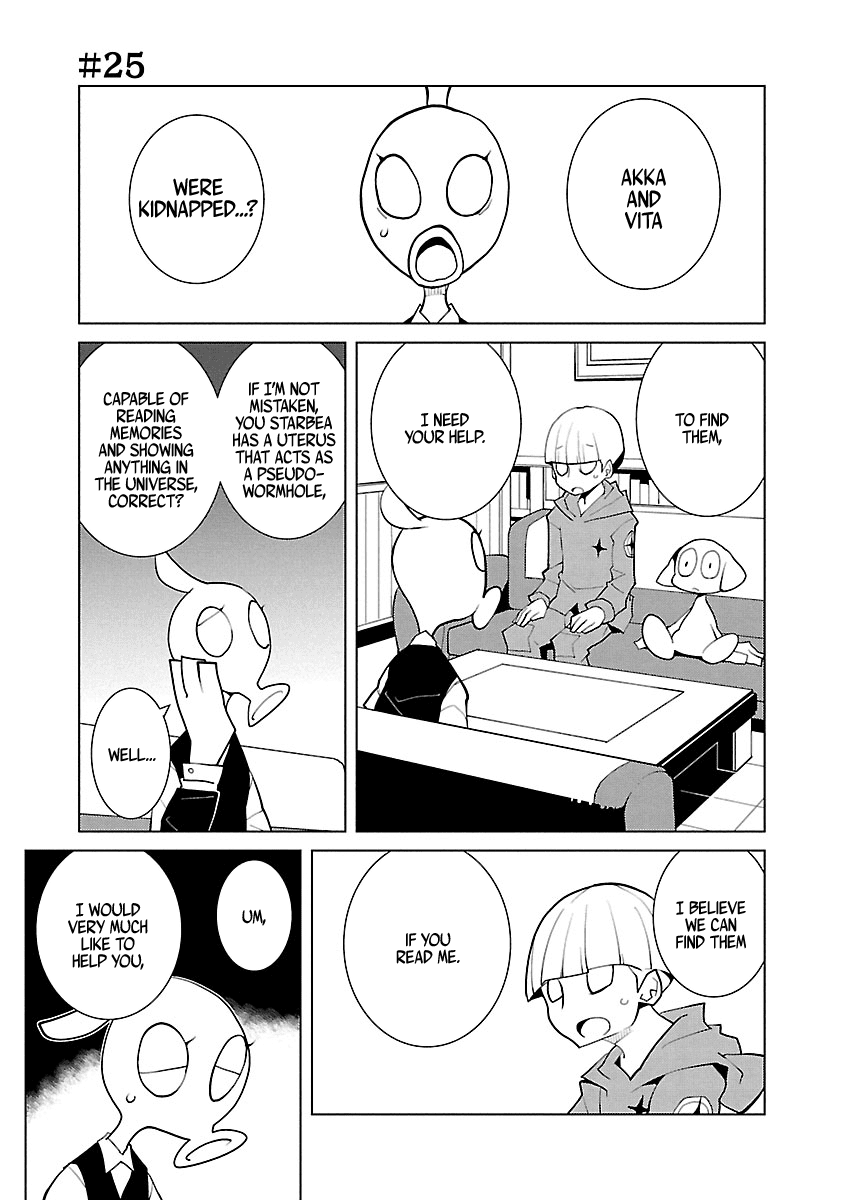 #25
AKKA
AND
VITA
WERE
KIDNAPPED...?
TO FIND
THEM,
I NEED
YOUR HELP.
IF I'M NOT
MISTAKEN,
YOU STARBEA
HAS A UTERUS
THAT ACTS AS
A PSEUDO-
WORMHOLE,
CAPABLE OF
READING
MEMORIES
AND SHOWING
ANYTHING IN
THE UNIVERSE,
CORRECT?
WELL...
I BELIEVE
WE CAN
FIND THEM
IF YOU
READ ME.
UM,
I WOULD
VERY MUCH
LIKE TO
HELP YOU,